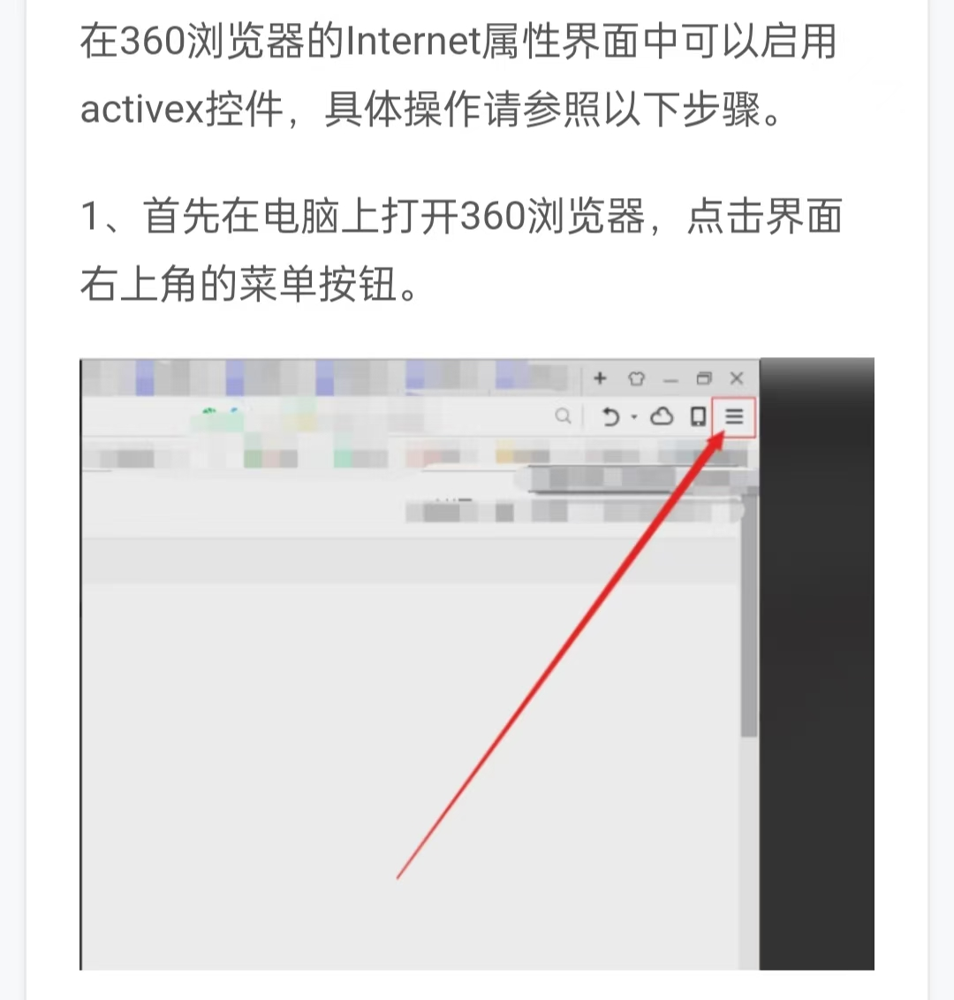 在360浏览器的Internet属性界面中可以启用
activex控件，具体操作请参照以下步骤。
1、首先在电脑上打开360浏览器，点击界面
右上角的菜单按钮。